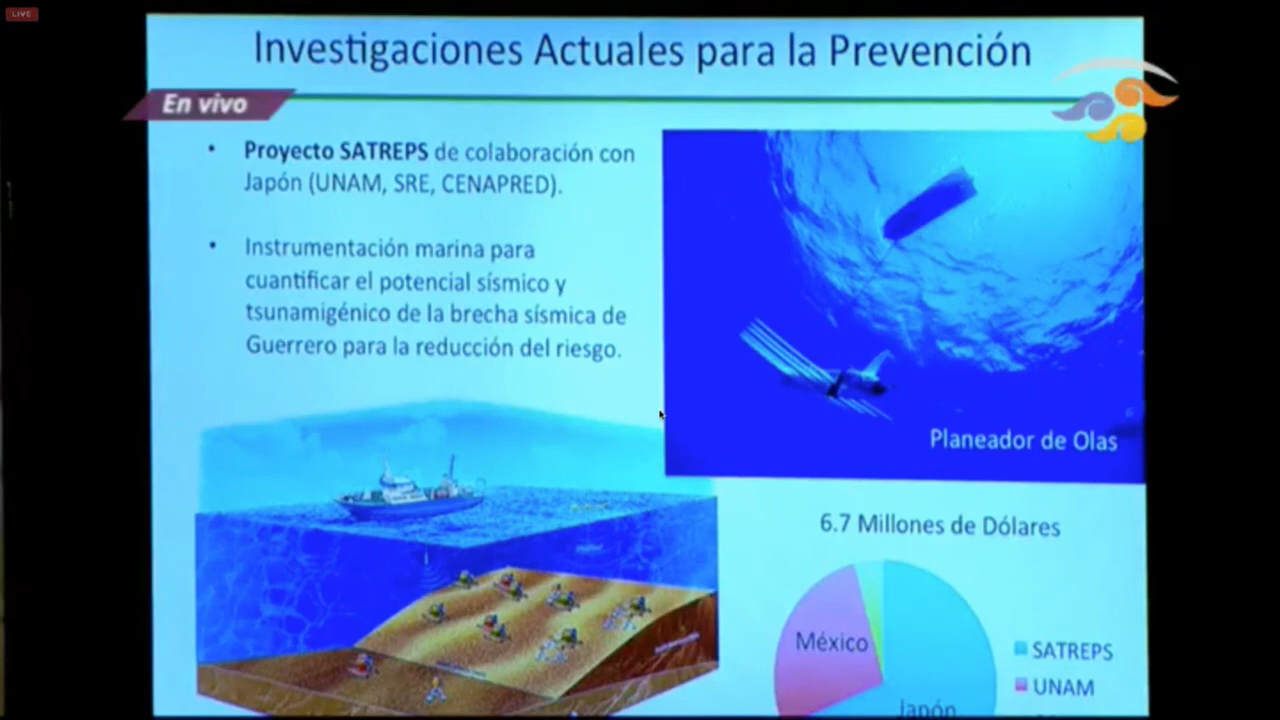 LIVE
Investigaciones Actuales para la Prevención
En vivo
• Proyecto SATREPS de colaboración con
Japón (UNAM, SRE, CENAPRED).
• Instrumentación marina para
cuantificar el potencial sísmico y
tsunamigénico de la brecha sísmica de
Guerrero para la reducción del riesgo.
Planeador de Olas
6.7 Millones de Dólares
México
Japón
SATREPS
UNAM